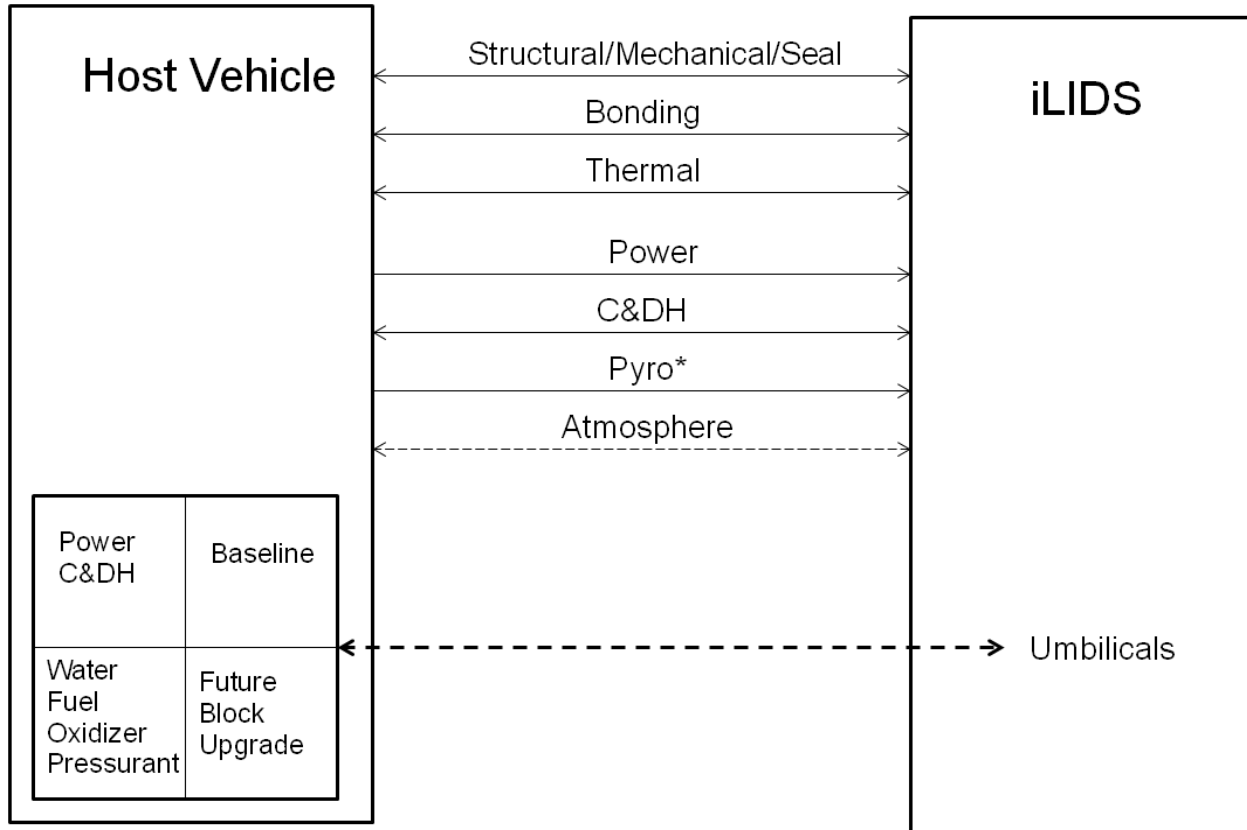 Host Vehicle
Structural/Mechanical/Seal
iLIDS
Bonding
Thermal
Power
C&DH
Pyro*
Atmosphere
Power
C&DH
Baseline
Water
Fuel
Oxidizer
Pressurant
Future
Block
Upgrade
Umbilicals